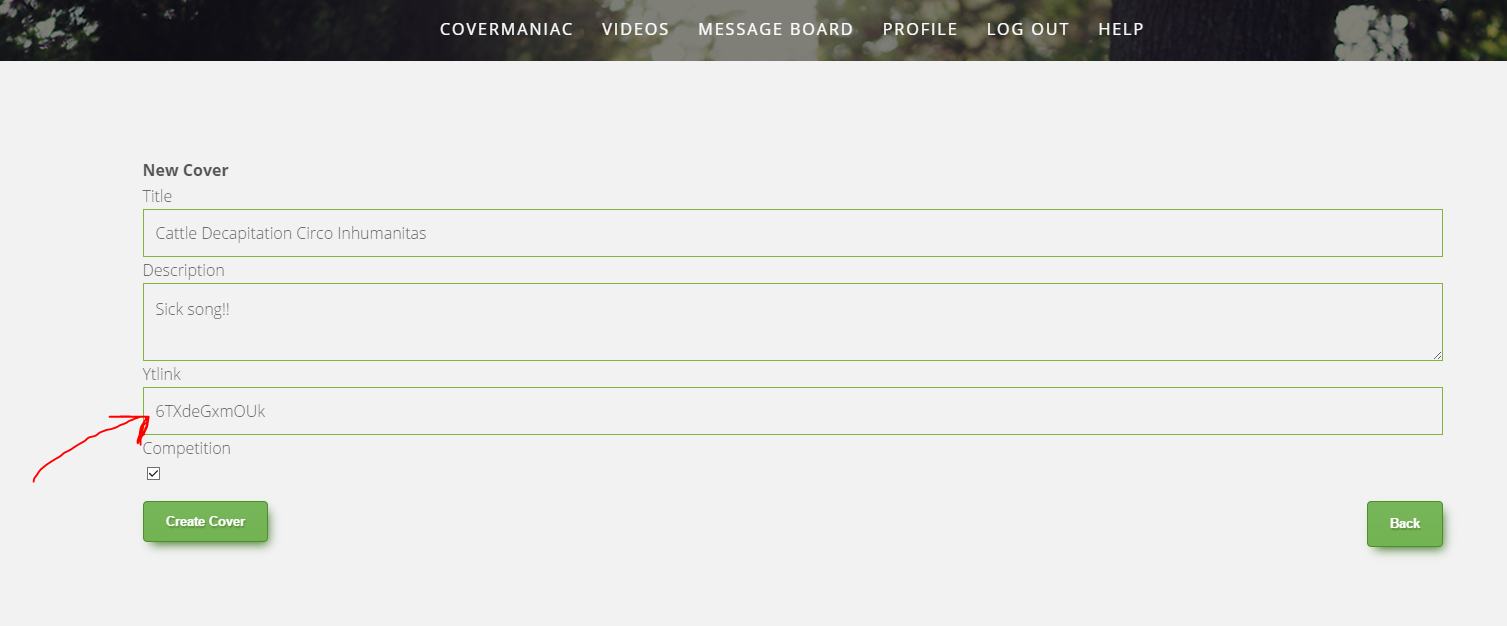 COVERMANIAC VIDEOS MESSAGE BOARD PROFILE LOG OUT HELP
New Cover
Title
Cattle Decapitation Circo Inhumanitas
Description
Sick song!!
Ytlink
6TXdeGxmOUk
Competition
Create Cover Back